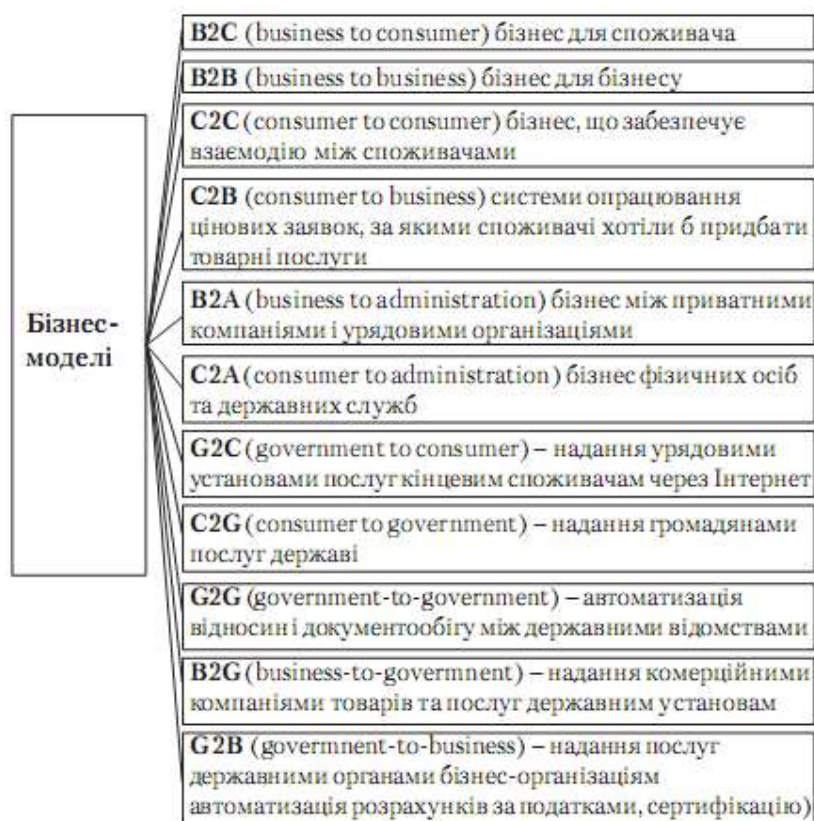 B2C (business to consumer) бізнес для споживача
B2B (business to business) бізнес для бізнесу
C2C (consumer to consumer) бізнес, що забезпечує
взаємодію між споживачами
C2B (consumer to business) системи опрацювання
цінових заявок, за якими споживачі хотіли б придбати
товарні послуги
B2A (business to administration) бізнес між приватними
компаніями і урядовими організаціями
Бізнес-
моделі
C2A (consumer to administration) бізнес фізичних осіб
та державних служб
G2C (government to consumer) – надання урядовими
установами послуг кінцевим споживачам через Інтернет
C2G (consumer to government) – надання громадянами
послуг державі
G2G (government-to-government) – автоматизація
відносин і документообігу між державними відомствами
B2G (business-to-govermnent) – надання комерційними
компаніями товарів та послуг державним установам
G2B (govermnent-to-business) – надання послуг
державними органами бізнес-організаціям
автоматизація розрахунків за податками, сертифікацію)